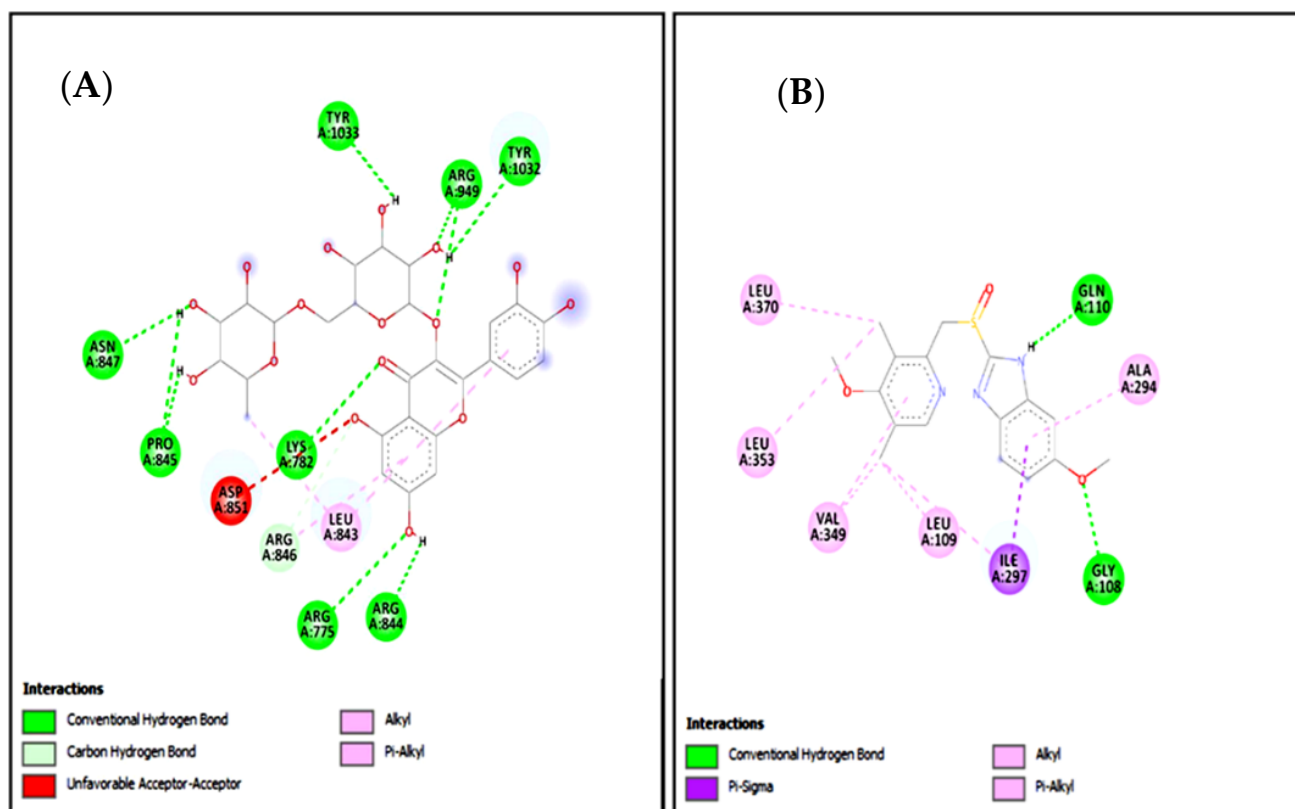 (A)
TYR
A:1033
ARG
A:949
TYR
A:1032
H
O
H
O
O
O
H
O
O
O
O
O
O
O
H
ASN
A:847
H
O
O
O
O
O
O
PRO
A:845
LYS
A:782
ASP
A:851
ARG
A:846
LEU
A:843
O
H
ARG
A:775
ARG
A:844
Interactions
Conventional Hydrogen Bond
Carbon Hydrogen Bond
Unfavorable Acceptor-Acceptor
Alkyl
Pi-Alkyl
(B)
LEU
A:370
O
S
GLN
A:110
H
N
N
N
O
O
ALA
A:294
LEU
A:353
VAL
A:349
LEU
A:109
ILE
A:297
GLY
A:108
Interactions
Conventional Hydrogen Bond
Pi-Sigma
Alkyl
Pi-Alkyl